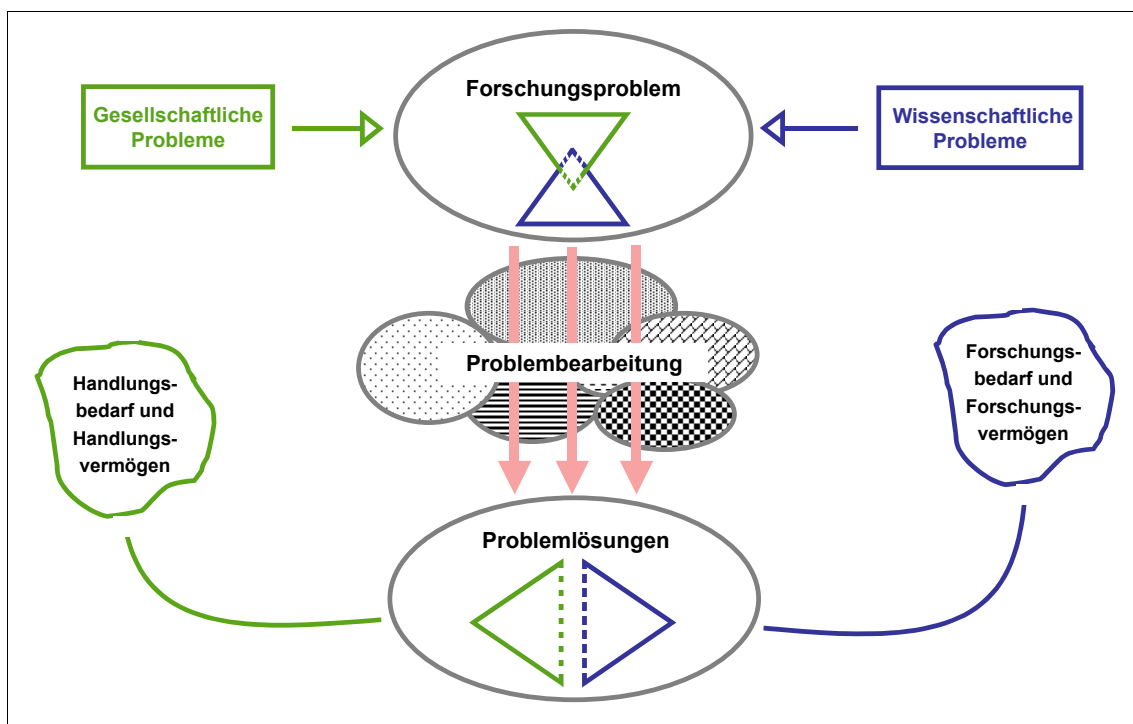 Forschungsproblem
Gesellschaftliche
Probleme
Wissenschaftliche
Probleme
Problembearbeitung
Handlungs-
bedarf und
Handlungs-
vermögen
Forschungs-
bedarf und
Forschungs-
vermögen
Problemlösungen